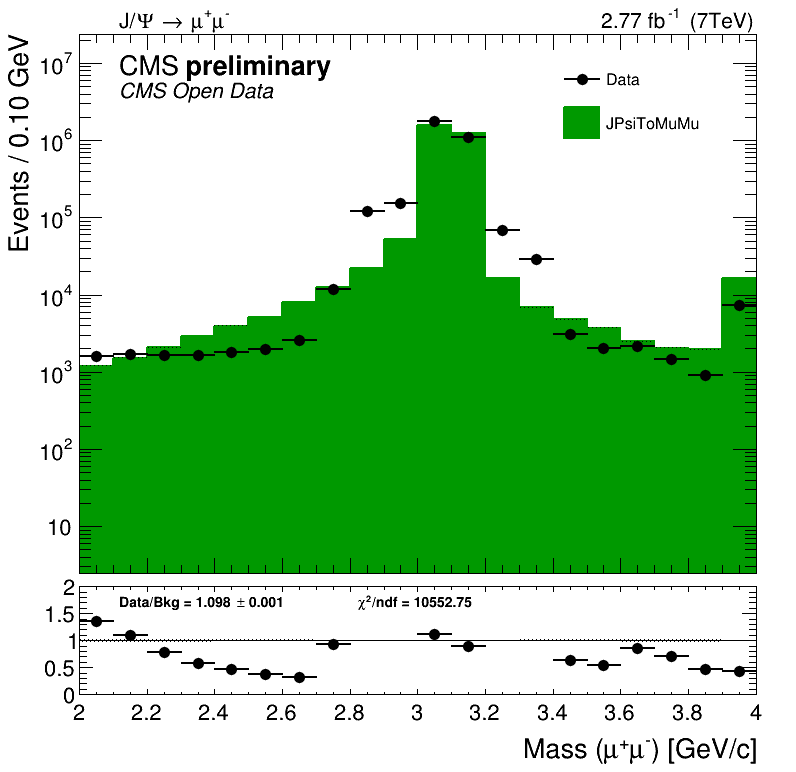 J/Ψ → μ⁺μ⁻
2.77 fb⁻¹ (7TeV)
CMS preliminary
CMS Open Data
Data
JPsiToMuMu
Events / 0.10 GeV
10⁷
10⁶
10⁵
10⁴
10³
10²
10
Data/Bkg = 1.098 ± 0.001
χ²/ndf = 10552.75
2
1.5
1
0.5
0
2 2.2 2.4 2.6 2.8 3 3.2 3.4 3.6 3.8 4
Mass (μ⁺μ⁻) [GeV/c]